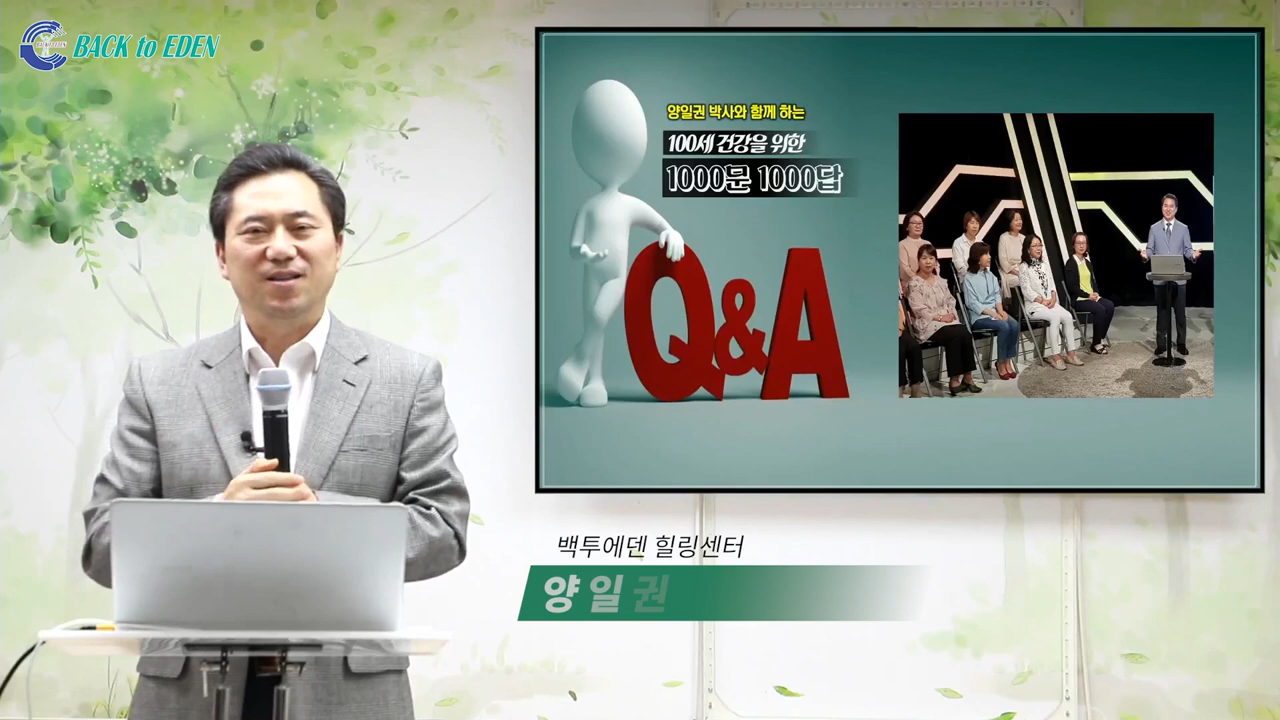 BACK to EDEN
양일권 박사와 함께 하는
100세 건강을 위한
1000문 1000답
Q&A
백투에덴 힐링센터
양일권